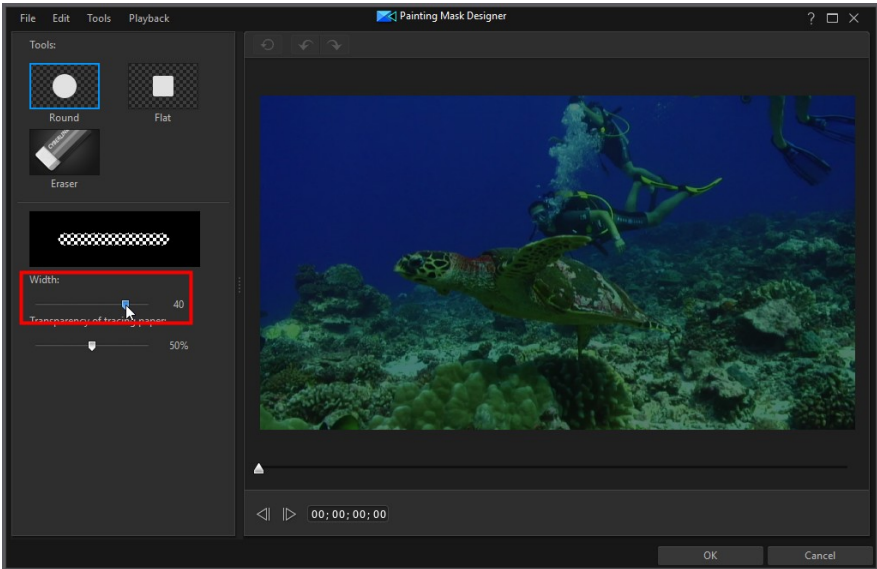 File Edit Tools Playback
Painting Mask Designer
?
Tools:
Round Flat
Eraser
Width:
40
Transparency of tracing paper:
50%
00;00;00;00
OK Cancel